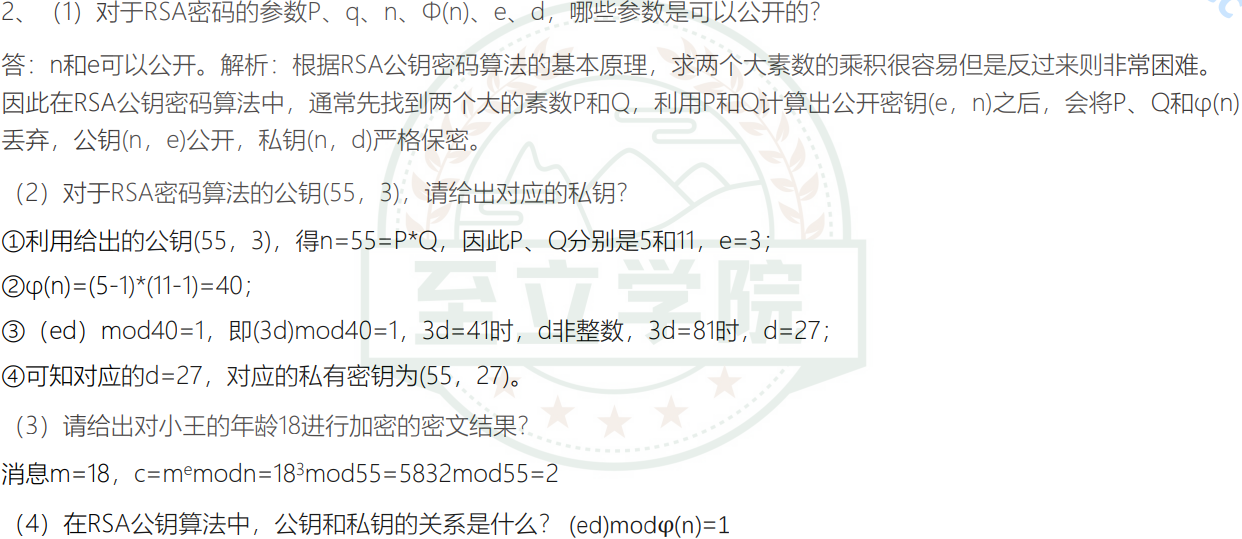 2、（1）对于RSA密码的参数P、q、n、Φ(n)、e、d，哪些参数是可以公开的？
答：n和e可以公开。解析：根据RSA公钥密码算法的基本原理，求两个大素数的乘积很容易但是反过来则非常困难。
因此在RSA公钥密码算法中，通常先找到两个大的素数P和Q，利用P和Q计算出公开密钥(e，n)之后，会将P、Q和φ(n)
丢弃，公钥(n，e)公开，私钥(n，d)严格保密。
（2）对于RSA密码算法的公钥(55，3)，请给出对应的私钥？
①利用给出的公钥(55，3)，得n=55=P*Q，因此P、Q分别是5和11，e=3；
②φ(n)=(5-1)*(11-1)=40；
③（ed）mod40=1，即(3d)mod40=1，3d=41时，d非整数，3d=81时，d=27；
④可知对应的d=27，对应的私有密钥为(55，27)。
（3）请给出对小王的年龄18进行加密的密文结果？
消息m=18，c=mᵉmodn=18³mod55=5832mod55=2
（4）在RSA公钥算法中，公钥和私钥的关系是什么？ (ed)modφ(n)=1
至立学院